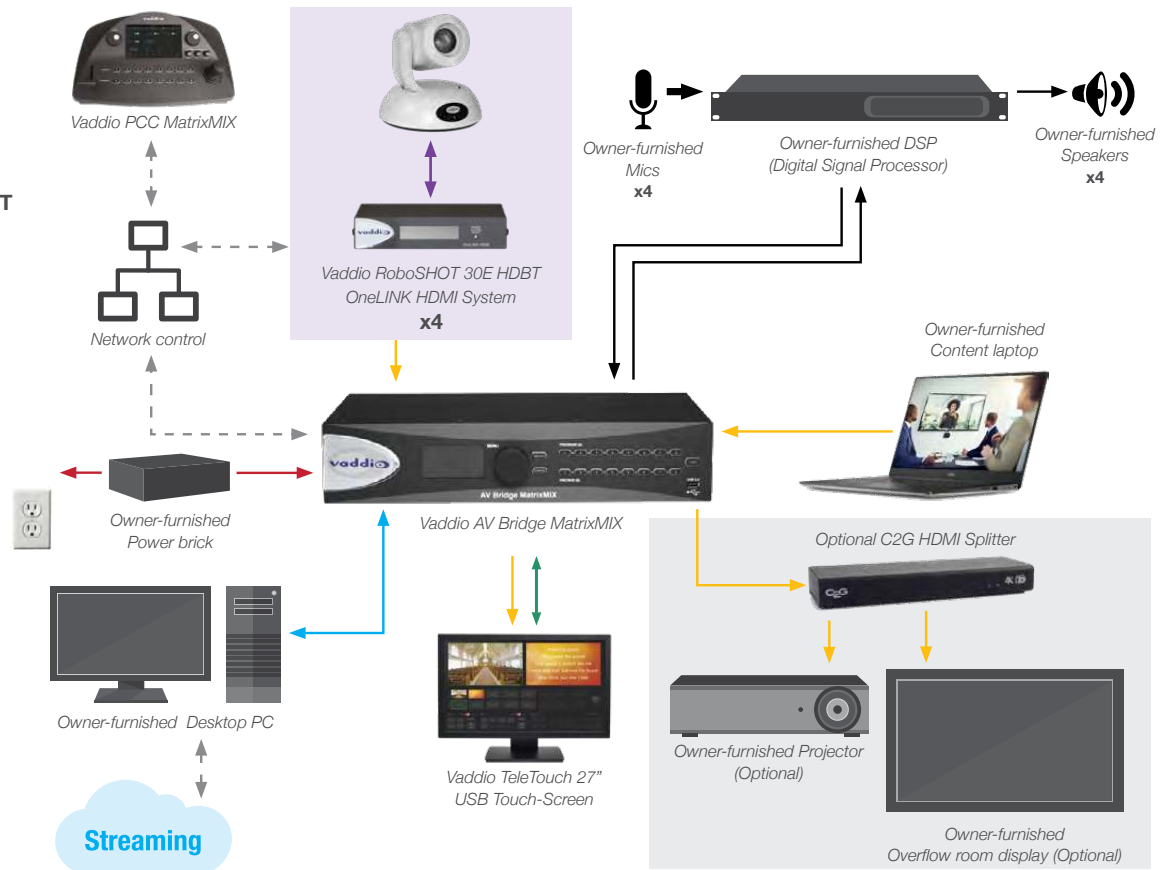 Vaddio PCC MatrixMIX
T
Network control
vaddio
Vaddio RoboSHOT 30E HDBT
OneLINK HDMI System
x4
Owner-furnished
Mics
x4
Owner-furnished DSP
(Digital Signal Processor)
Owner-furnished
Speakers
x4
Owner-furnished
Content laptop
vaddio
AV Bridge MatrixMIX
Vaddio AV Bridge MatrixMIX
Owner-furnished
Power brick
Optional C2G HDMI Splitter
C2G
4K
Owner-furnished Desktop PC
Streaming
Vaddio TeleTouch 27”
USB Touch-Screen
Owner-furnished Projector
(Optional)
Owner-furnished
Overflow room display (Optional)